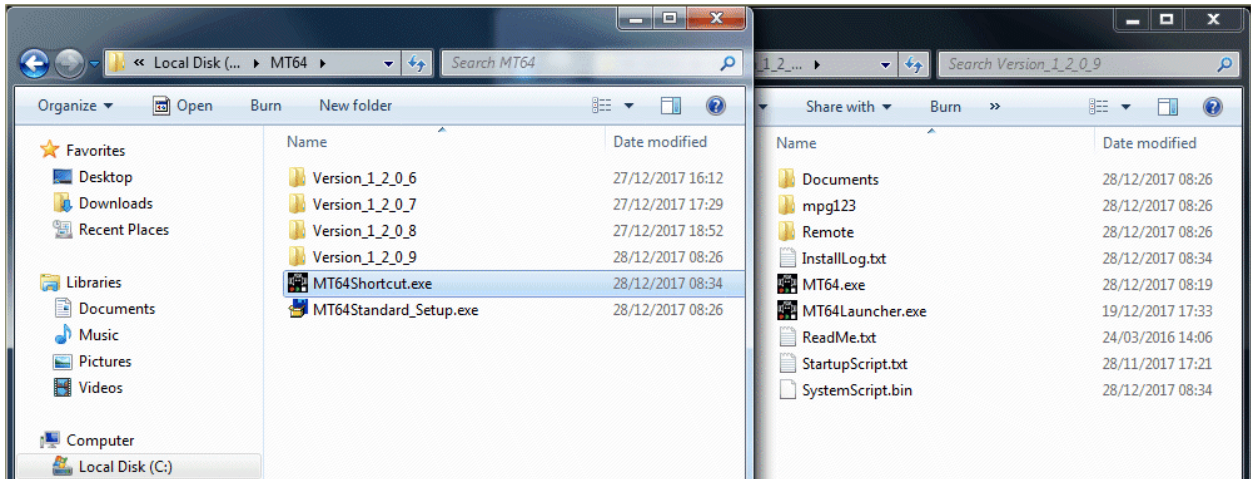 « Local Disk (... ▸ MT64 ▸
Search MT64
Organize
Open
Burn
New folder
Favorites
Desktop
Downloads
Recent Places
Libraries
Documents
Music
Pictures
Videos
Computer
Local Disk (C:)
Name Date modified
Version_1_2_0_6 27/12/2017 16:12
Version_1_2_0_7 27/12/2017 17:29
Version_1_2_0_8 27/12/2017 18:52
Version_1_2_0_9 28/12/2017 08:26
MT64Shortcut.exe 28/12/2017 08:34
MT64Standard_Setup.exe 28/12/2017 08:26
_1_2_... ▸
Search Version_1_2_0_9
Share with
Burn
»
Name Date modified
Documents 28/12/2017 08:26
mpg123 28/12/2017 08:26
Remote 28/12/2017 08:26
InstallLog.txt 28/12/2017 08:34
MT64.exe 28/12/2017 08:19
MT64Launcher.exe 19/12/2017 17:33
ReadMe.txt 24/03/2016 14:06
StartupScript.txt 28/11/2017 17:21
SystemScript.bin 28/12/2017 08:34